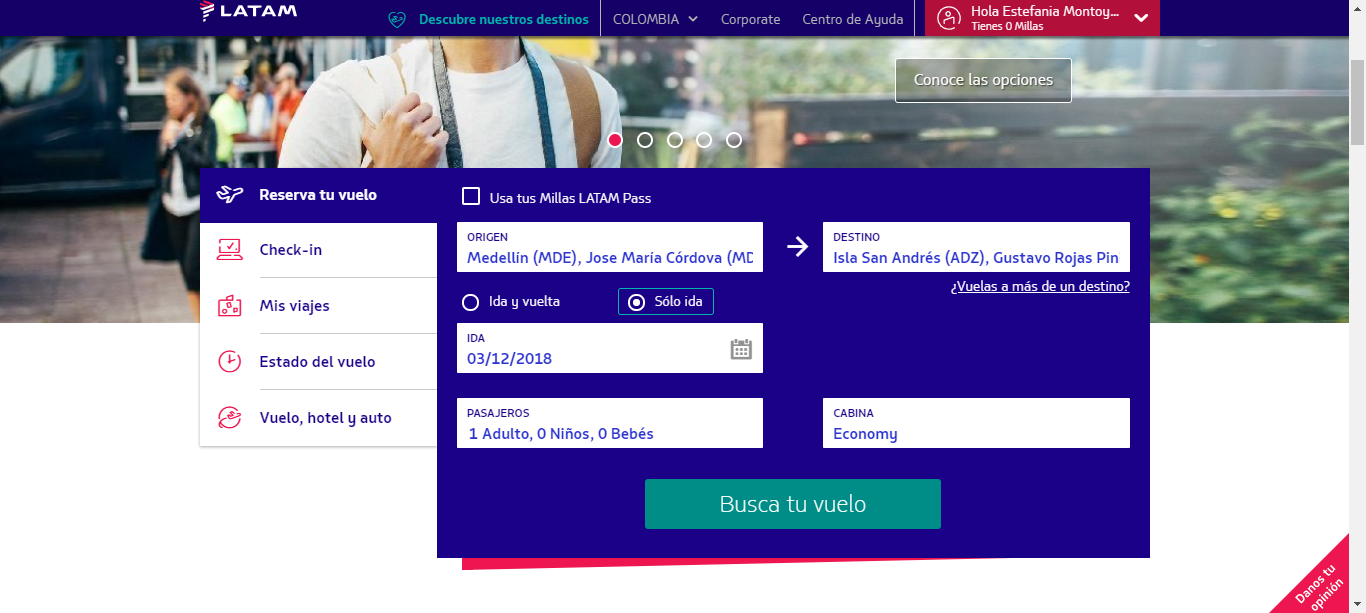 LATAM
Descubre nuestros destinos
COLOMBIA
Corporate
Centro de Ayuda
Hola Estefania Montoy...
Tienes 0 Millas
Conoce las opciones
Reserva tu vuelo
Check-in
Mis viajes
Estado del vuelo
Vuelo, hotel y auto
Usa tus Millas LATAM Pass
ORIGEN
Medellín (MDE), Jose María Córdova (MD
DESTINO
Isla San Andrés (ADZ), Gustavo Rojas Pin
¿Vuelas a más de un destino?
Ida y vuelta
Sólo ida
IDA
03/12/2018
PASAJEROS
1 Adulto, 0 Niños, 0 Bebés
CABINA
Economy
Busca tu vuelo
Danos tu
opinión